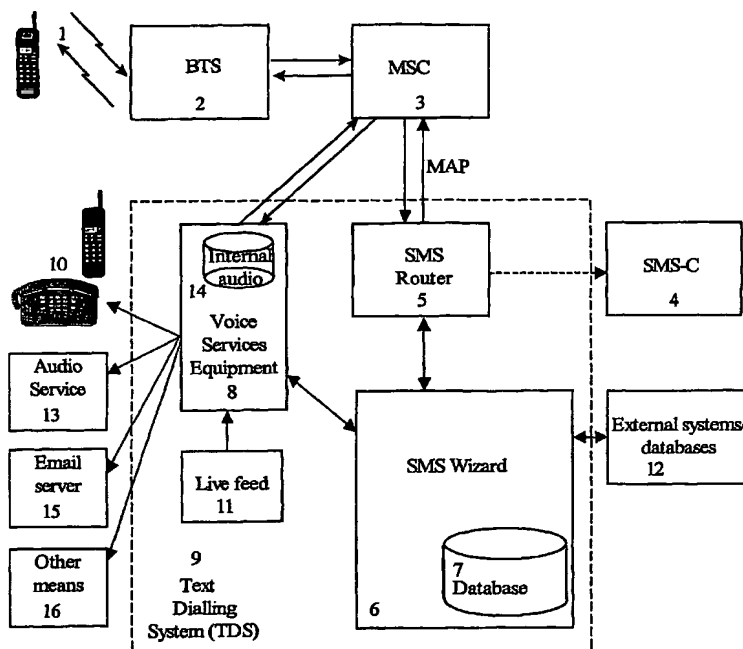 1
BTS
2
MSC
3
MAP
10
Internal
audio
14
Voice
Services
Equipment
8
SMS
Router
5
SMS-C
4
Audio
Service
13
Email
server
15
Other
means
16
Live feed
11
9
Text
Dialling
System (TDS)
SMS Wizard
7
Database
6
External systems/
databases
12